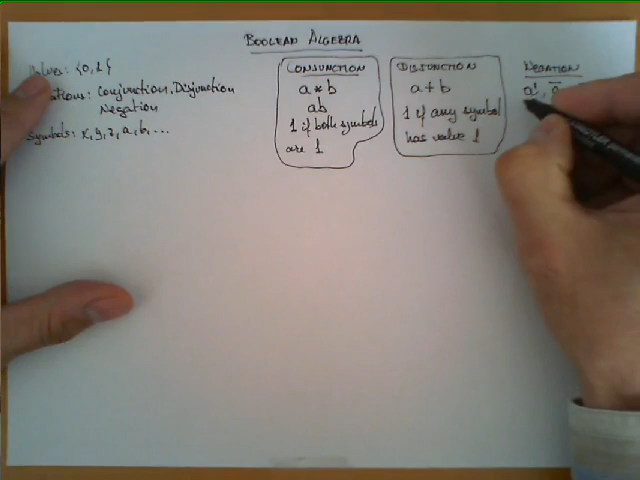 BOOLEAN ALGEBRA
Values: {0,1}
ations: Conjunction, Disjunction
Negation
Symbols: x, y, z, a, b, ...
CONJUNCTION
a * b
ab
1 if both symbols
are 1
DISJUNCTION
a + b
1 if any symbol
has value 1
NEGATION
a', a̅